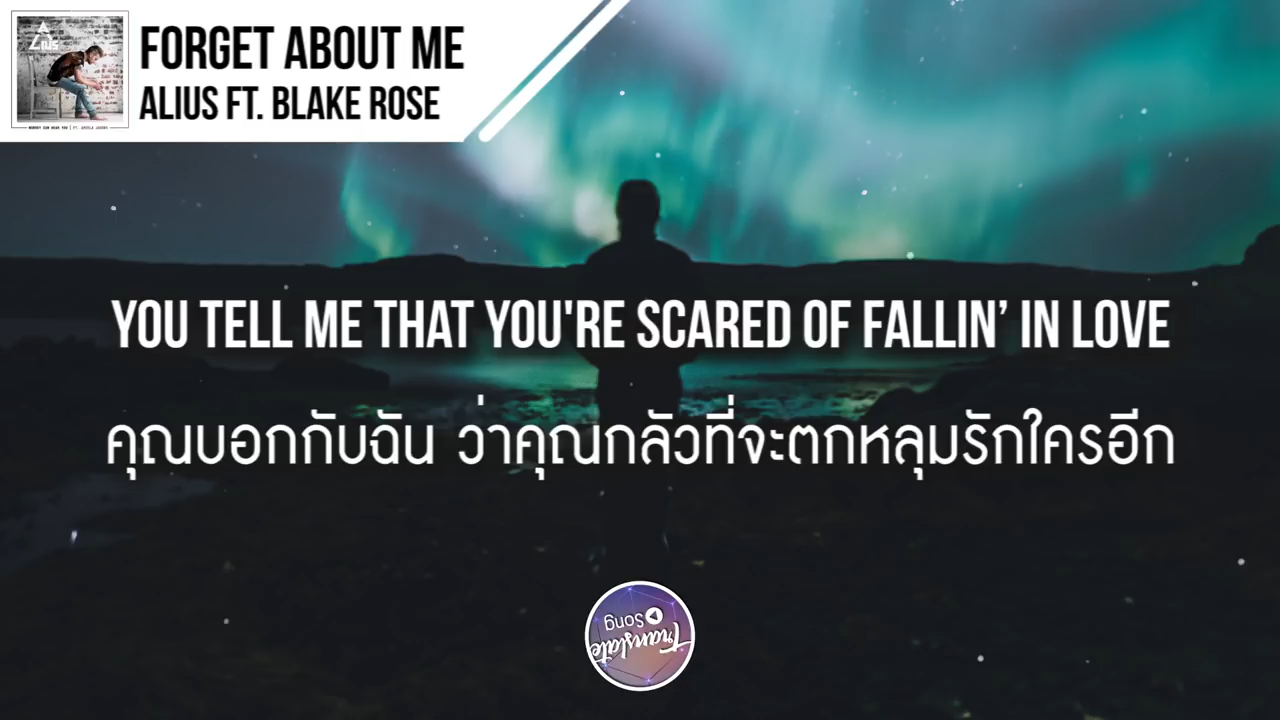 FORGET ABOUT ME
ALIUS FT. BLAKE ROSE
YOU TELL ME THAT YOU'RE SCARED OF FALLIN’ IN LOVE
คุณบอกกับฉัน ว่าคุณกลัวที่จะตกหลุมรักใครอีก
Song
Translate